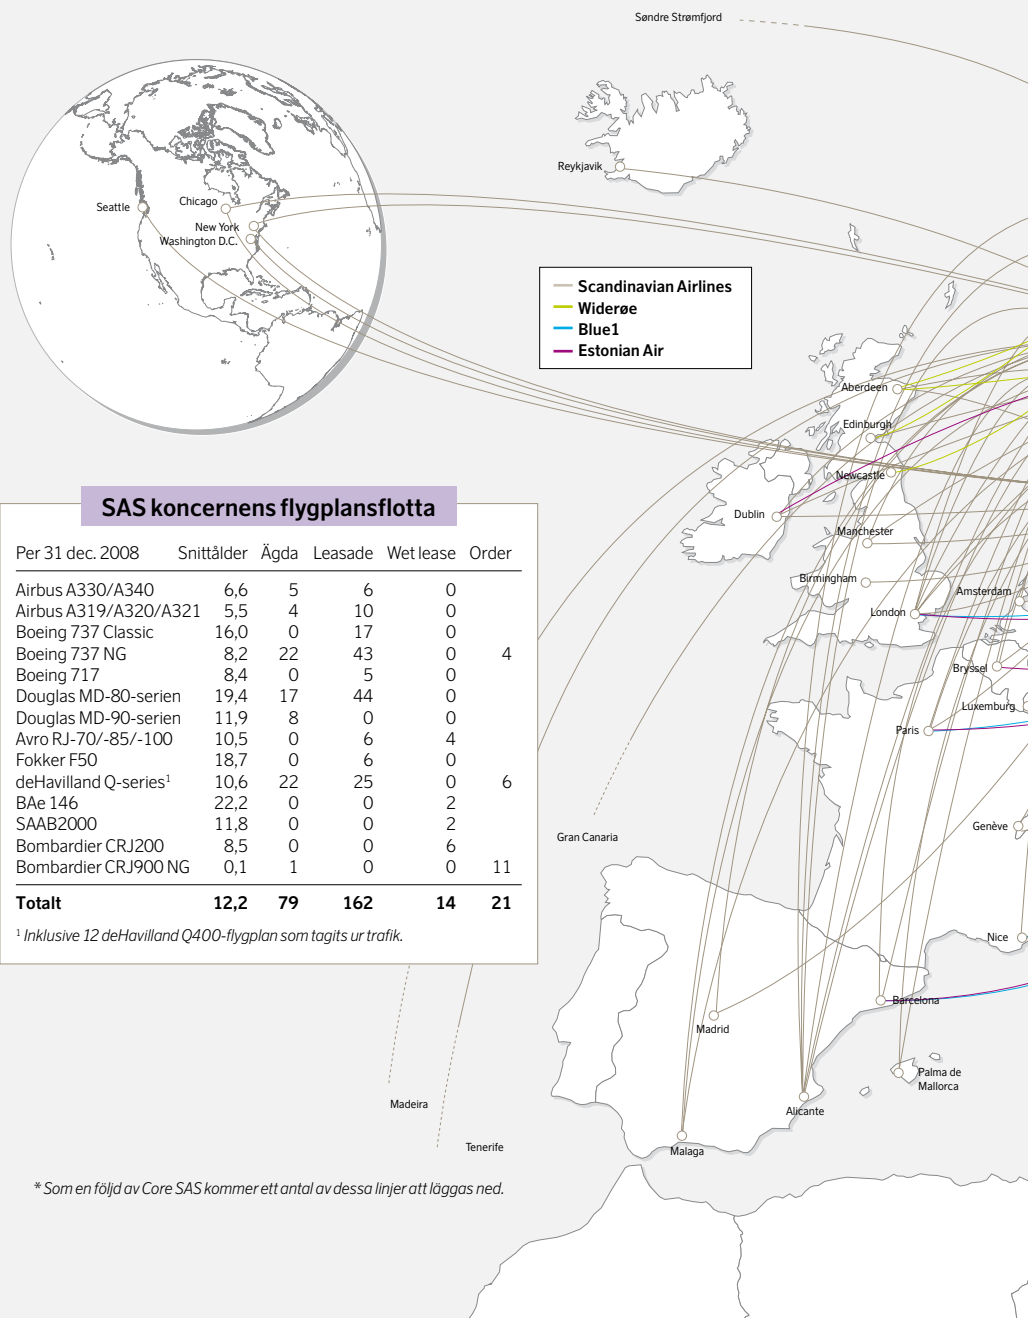 Søndre Strømfjord
Reykjavik
Seattle
Chicago
New York
Washington D.C.
Scandinavian Airlines
Widerøe
Blue1
Estonian Air
Aberdeen
Edinburgh
Newcastle
Dublin
Manchester
Birmingham
Amsterdam
London
Bryssel
Luxemburg
Paris
Genève
Gran Canaria
Nice
Barcelona
Madrid
Palma de
Mallorca
Alicante
Malaga
Madeira
Tenerife
SAS koncernens flygplansflotta
Per 31 dec. 2008 Snittålder Ägda Leasade Wet lease Order
Airbus A330/A340 6,6 5 6 0
Airbus A319/A320/A321 5,5 4 10 0
Boeing 737 Classic 16,0 0 17 0
Boeing 737 NG 8,2 22 43 0 4
Boeing 717 8,4 0 5 0
Douglas MD-80-serien 19,4 17 44 0
Douglas MD-90-serien 11,9 8 0 0
Avro RJ-70/-85/-100 10,5 0 6 4
Fokker F50 18,7 0 6 0
deHavilland Q-series¹ 10,6 22 25 0 6
BAe 146 22,2 0 0 2
SAAB2000 11,8 0 0 2
Bombardier CRJ200 8,5 0 0 6
Bombardier CRJ900 NG 0,1 1 0 0 11
Totalt 12,2 79 162 14 21
¹ Inklusive 12 deHavilland Q400-flygplan som tagits ur trafik.
* Som en följd av Core SAS kommer ett antal av dessa linjer att läggas ned.